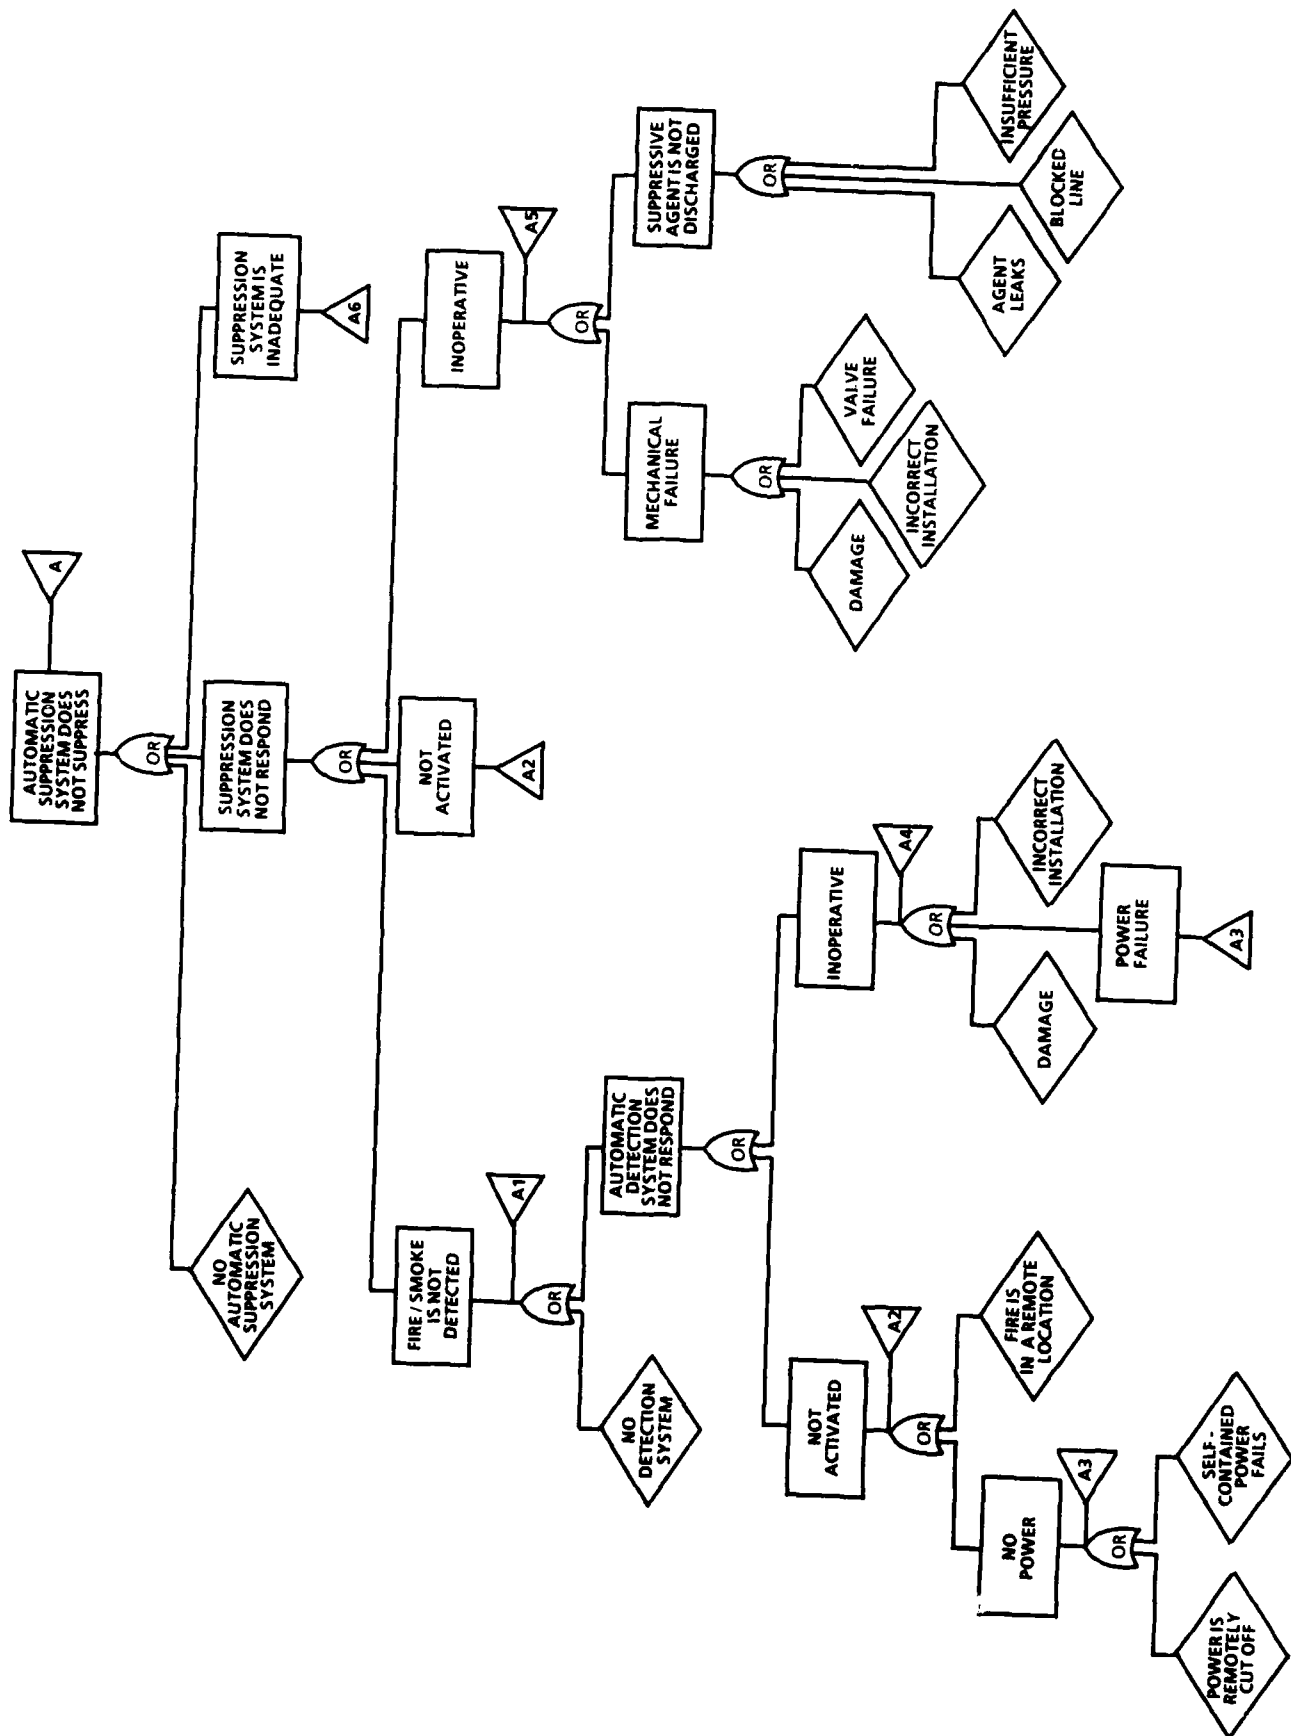 AUTOMATIC
SUPPRESSION
SYSTEM DOES
NOT SUPPRESS
A
OR
NO
AUTOMATIC
SUPPRESSION
SYSTEM
SUPPRESSION
SYSTEM DOES
NOT RESPOND
SUPPRESSION
SYSTEM IS
INADEQUATE
A6
OR
FIRE / SMOKE
IS NOT
DETECTED
A1
NOT
ACTIVATED
A2
INOPERATIVE
A5
OR
OR
NO
DETECTION
SYSTEM
AUTOMATIC
DETECTION
SYSTEM DOES
NOT RESPOND
MECHANICAL
FAILURE
SUPPRESSIVE
AGENT IS NOT
DISCHARGED
OR
OR
OR
NOT
ACTIVATED
A2
INOPERATIVE
A4
DAMAGE
INCORRECT
INSTALLATION
VALVE
FAILURE
AGENT
LEAKS
BLOCKED
LINE
INSUFFICIENT
PRESSURE
OR
OR
NO
POWER
A3
FIRE IS
IN A REMOTE
LOCATION
DAMAGE
POWER
FAILURE
A3
INCORRECT
INSTALLATION
OR
POWER IS
REMOTELY
CUT OFF
SELF -
CONTAINED
POWER
FAILS